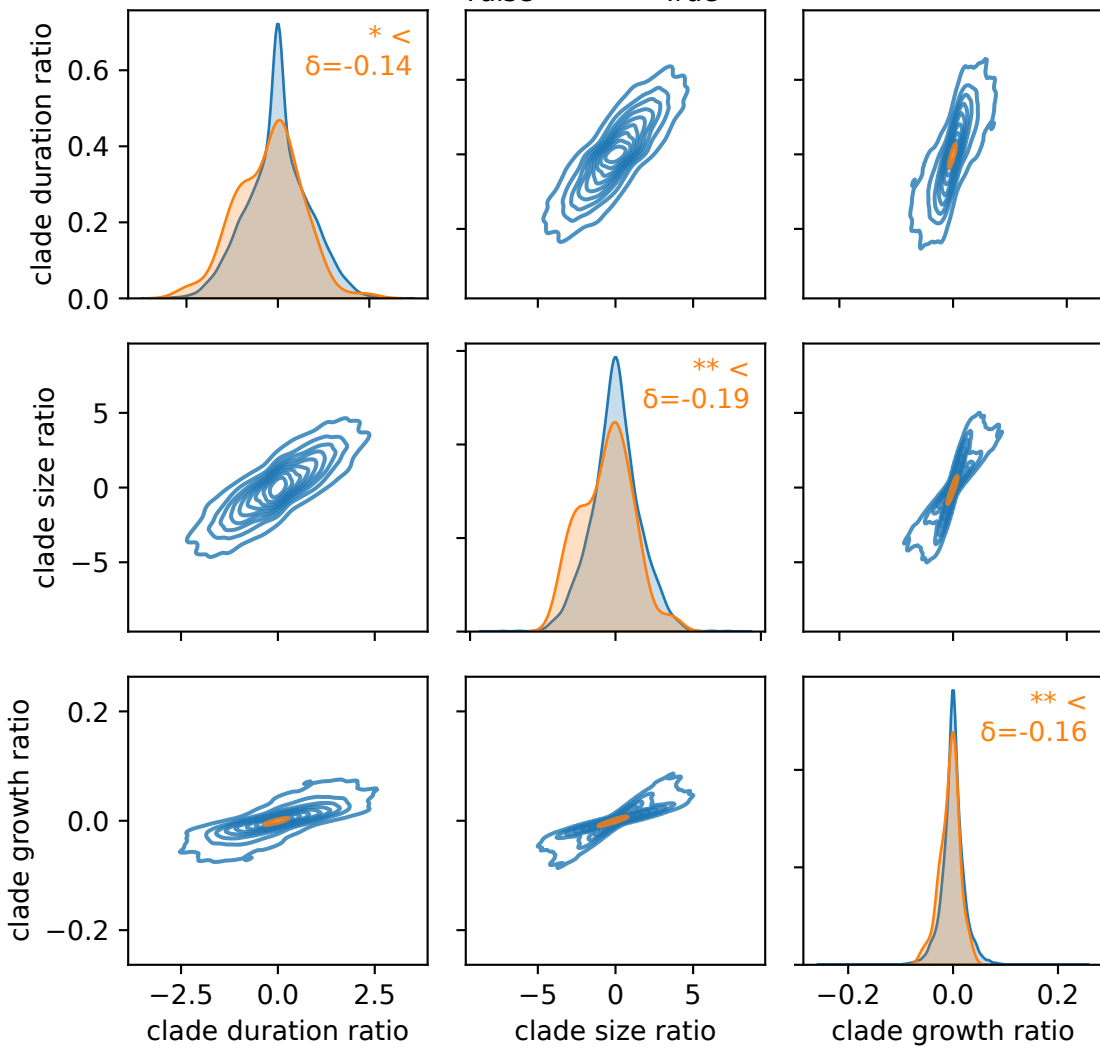 False True
clade duration ratio
0.6
0.4
0.2
0.0
* <
δ=-0.14
clade size ratio
5
0
−5
** <
δ=-0.19
clade growth ratio
0.2
0.0
−0.2
** <
δ=-0.16
−2.5 0.0 2.5 −5 0 5 −0.2 0.0 0.2
clade duration ratio clade size ratio clade growth ratio